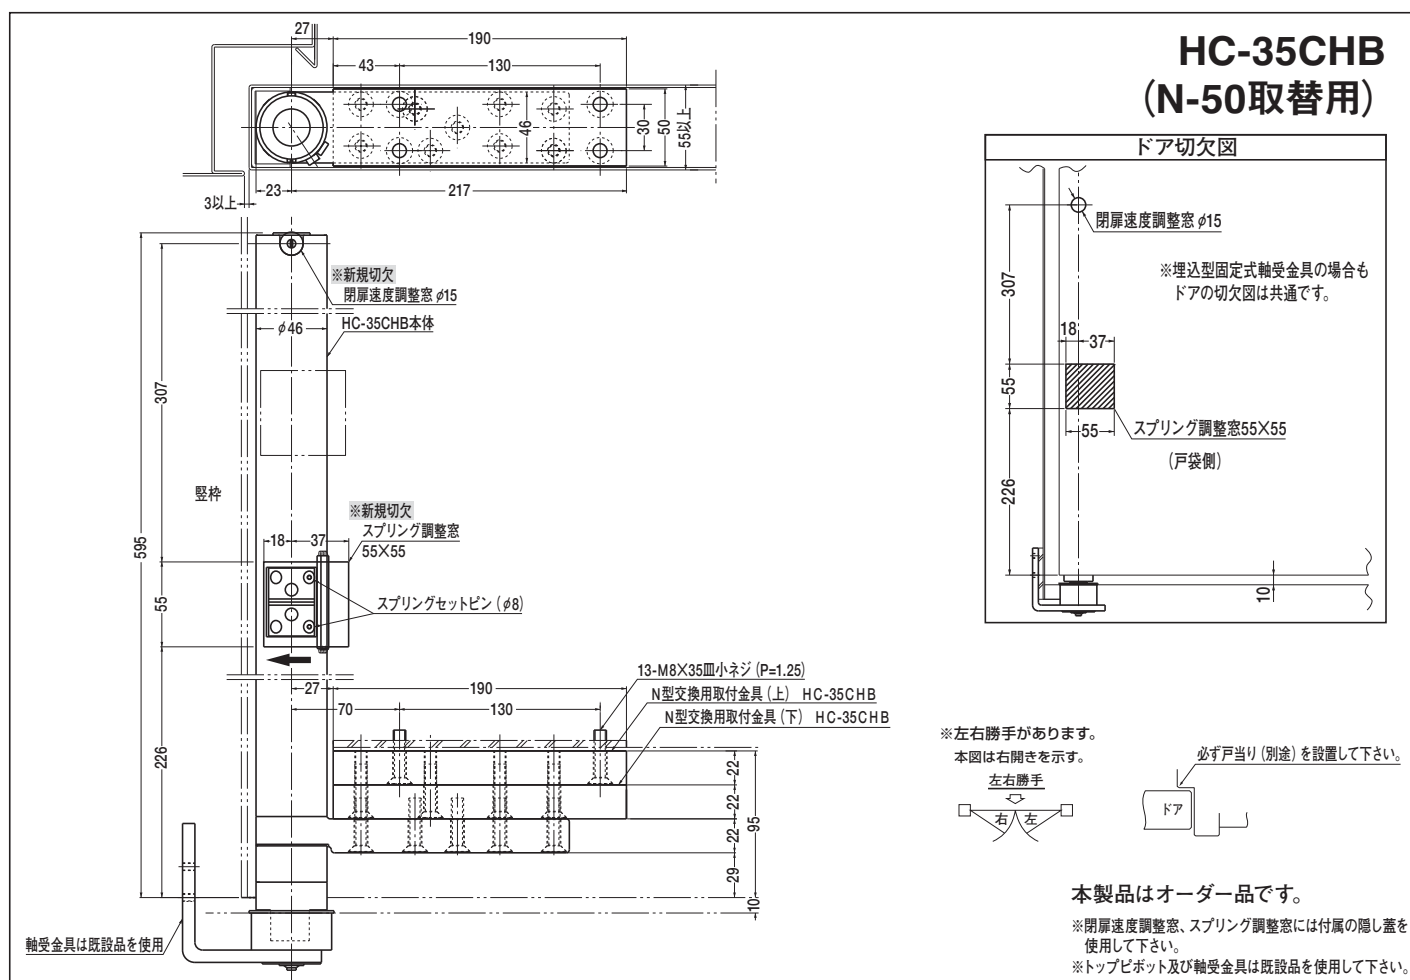 HC-35CHB
(N-50取替用)
27
190
43
130
46
30
50
55以上
23
217
3以上
ドア切欠図
閉扉速度調整窓 φ15
※埋込型固定式軸受金具の場合も
ドアの切欠図は共通です。
307
18
37
55
55
スプリング調整窓55×55
(戸袋側)
226
10
※新規切欠
閉扉速度調整窓 φ15
φ46
HC-35CHB本体
307
595
竪枠
※新規切欠
スプリング調整窓
55×55
18
37
55
スプリングセットピン(φ8)
27
190
70
130
13-M8×35皿小ネジ(P=1.25)
N型交換用取付金具(上) HC-35CHB
N型交換用取付金具(下) HC-35CHB
226
22
22
22
29
95
10
軸受金具は既設品を使用
※左右勝手があります。
本図は右開きを示す。
左右勝手
右
左
必ず戸当り(別途)を設置して下さい。
ドア
本製品はオーダー品です。
※閉扉速度調整窓、スプリング調整窓には付属の隠し蓋を
使用して下さい。
※トップピボット及び軸受金具は既設品を使用して下さい。